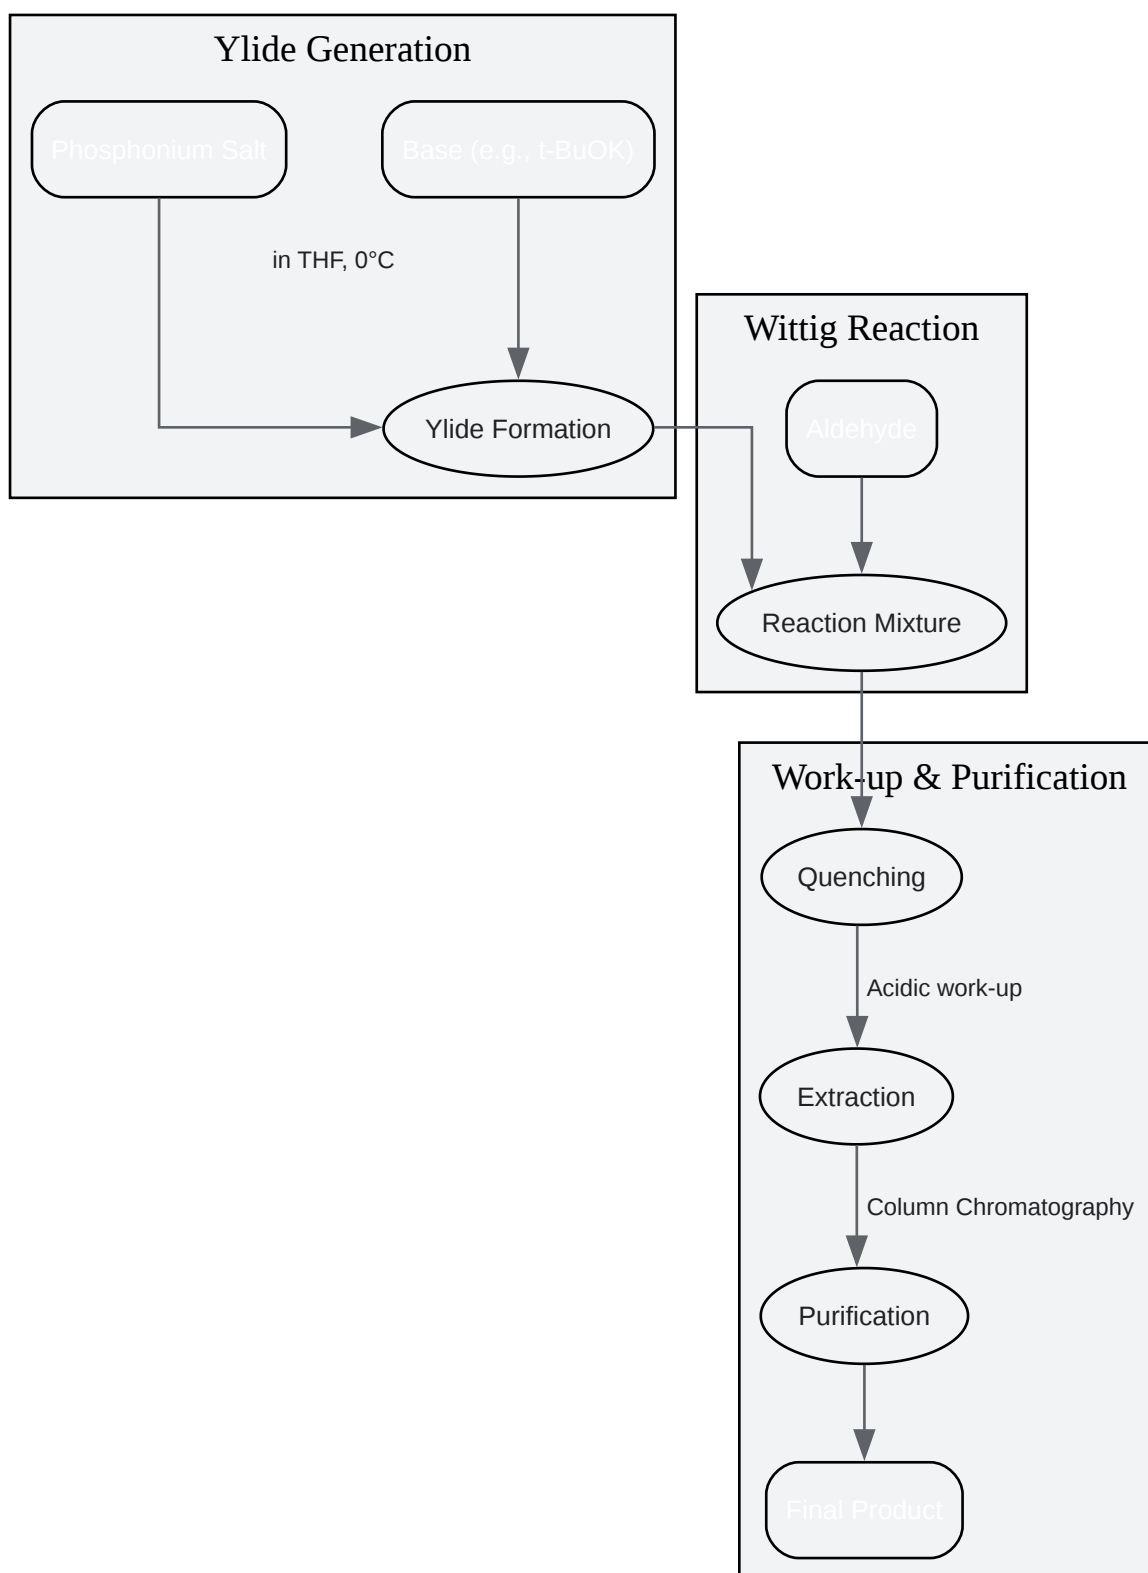 Ylide Generation
Phosphonium Salt
Base (e.g., t-BuOK)
in THF, 0°C
Ylide Formation
Wittig Reaction
Aldehyde
Reaction Mixture
Work-up & Purification
Quenching
Acidic work-up
Extraction
Column Chromatography
Purification
Final Product